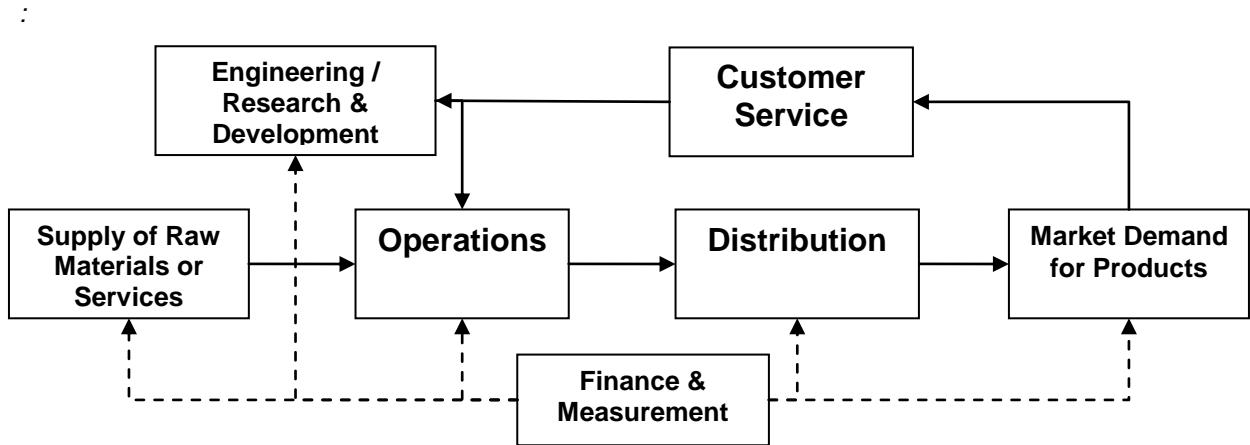 :
Engineering /
Research &
Development
Customer
Service
Supply of Raw
Materials or
Services
Operations
Distribution
Market Demand
for Products
Finance &
Measurement